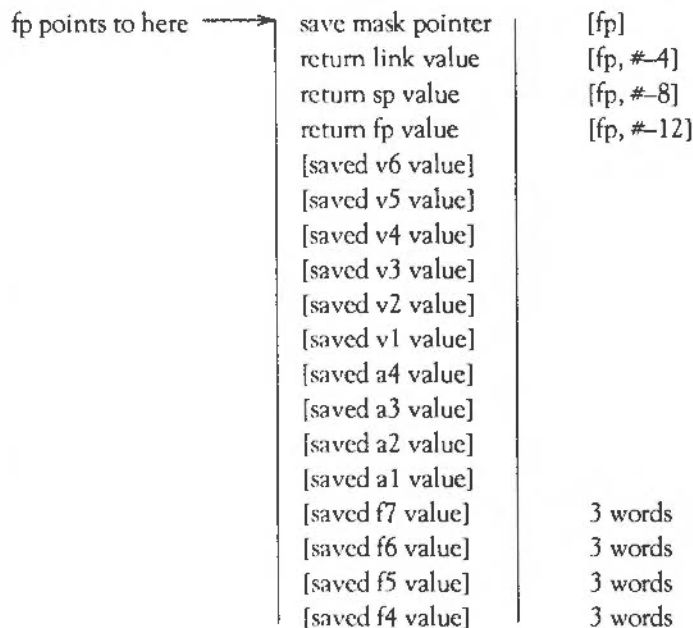 fp points to here save mask pointer [fp]
return link value [fp, #–4]
return sp value [fp, #–8]
return fp value [fp, #–12]
[saved v6 value]
[saved v5 value]
[saved v4 value]
[saved v3 value]
[saved v2 value]
[saved v1 value]
[saved a4 value]
[saved a3 value]
[saved a2 value]
[saved a1 value]
[saved f7 value] 3 words
[saved f6 value] 3 words
[saved f5 value] 3 words
[saved f4 value] 3 words